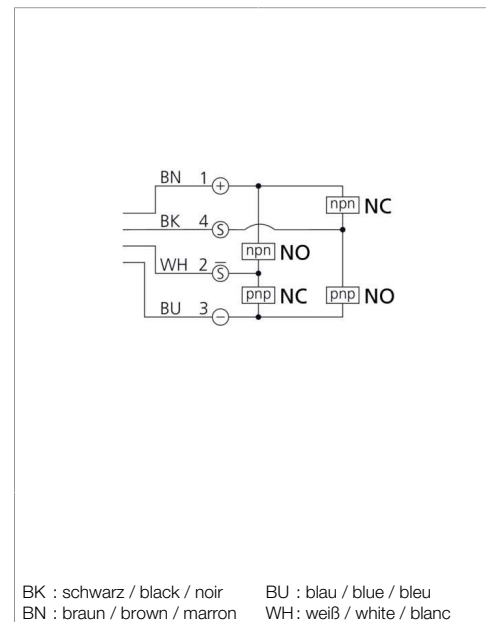 BN 1 +
npn NC
BK 4 S
npn NO
WH 2 S̅
pnp NC pnp NO
BU 3 −
BK : schwarz / black / noir BU : blau / blue / bleu
BN : braun / brown / marron WH : weiß / white / blanc